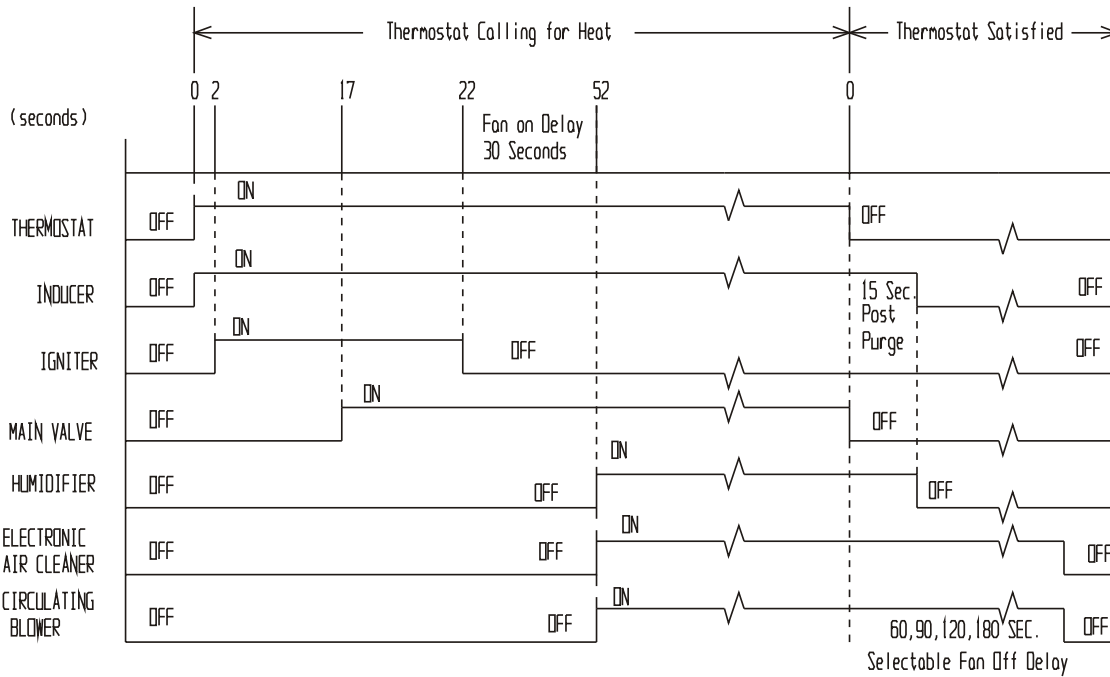 Thermostat Calling for Heat
Thermostat Satisfied
0 2 17 22 52 0
(seconds)
Fan on Delay
30 Seconds
ON
THERMOSTAT OFF OFF
ON
INDUCER OFF OFF
15 Sec.
Post
Purge
ON
IGNITER OFF OFF OFF
ON
MAIN VALVE OFF OFF
ON
HUMIDIFIER OFF OFF OFF
ON
ELECTRONIC
AIR CLEANER OFF OFF OFF
ON
CIRCULATING
BLOWER OFF OFF OFF
60,90,120,180 SEC.
Selectable Fan Off Delay